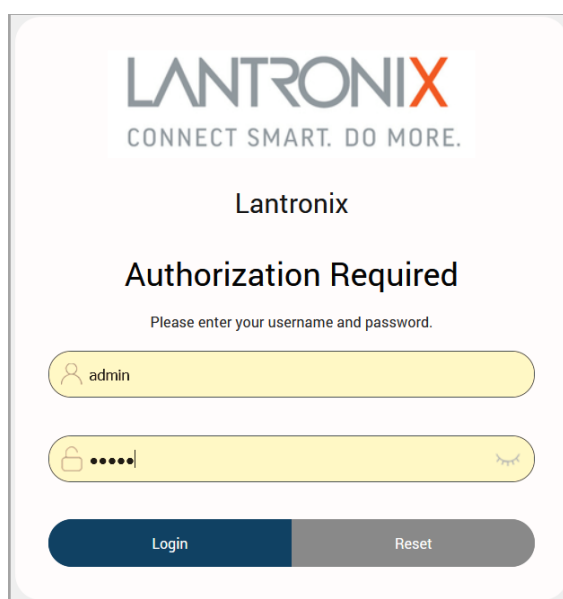 LANTRONIX
CONNECT SMART. DO MORE.
Lantronix
Authorization Required
Please enter your username and password.
admin
•••••
Login
Reset